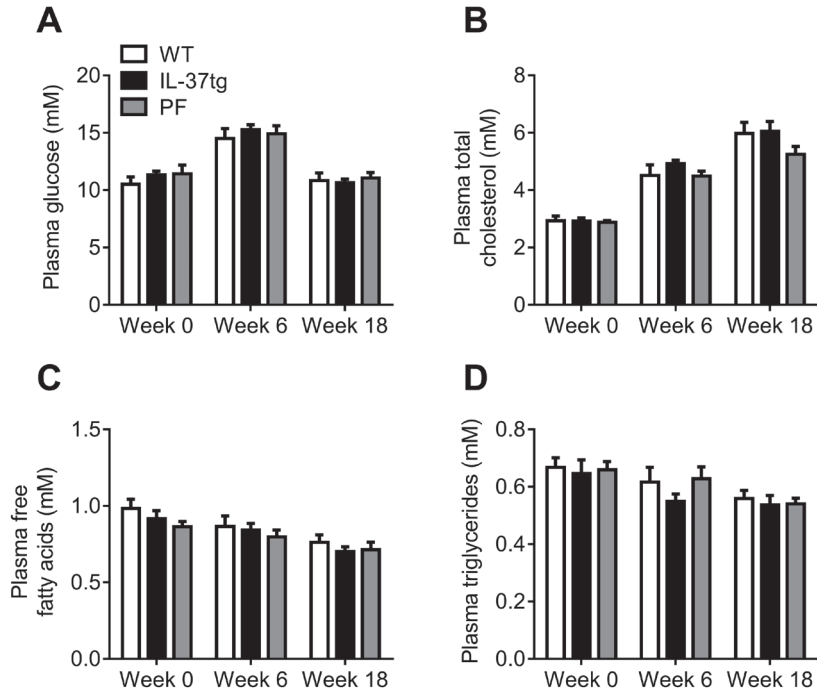 A
WT
IL-37tg
PF
Plasma glucose (mM)
20
15
10
5
0
Week 0 Week 6 Week 18
B
Plasma total
cholesterol (mM)
8
6
4
2
0
Week 0 Week 6 Week 18
C
Plasma free
fatty acids (mM)
1.5
1.0
0.5
0.0
Week 0 Week 6 Week 18
D
Plasma triglycerides (mM)
0.8
0.6
0.4
0.2
0.0
Week 0 Week 6 Week 18